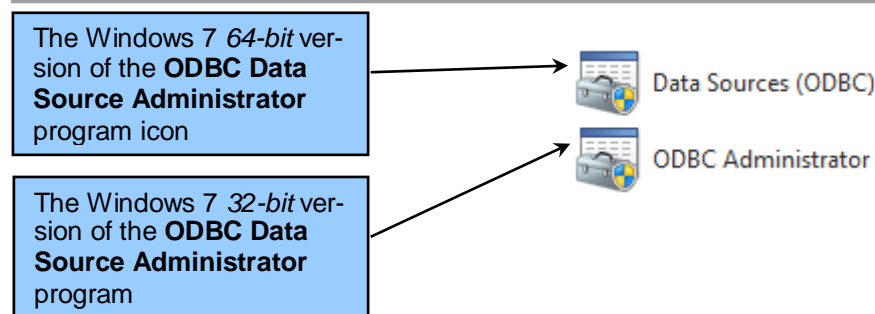 The Windows 7 64-bit ver-
sion of the ODBC Data
Source Administrator
program icon
Data Sources (ODBC)
ODBC Administrator
The Windows 7 32-bit ver-
sion of the ODBC Data
Source Administrator
program